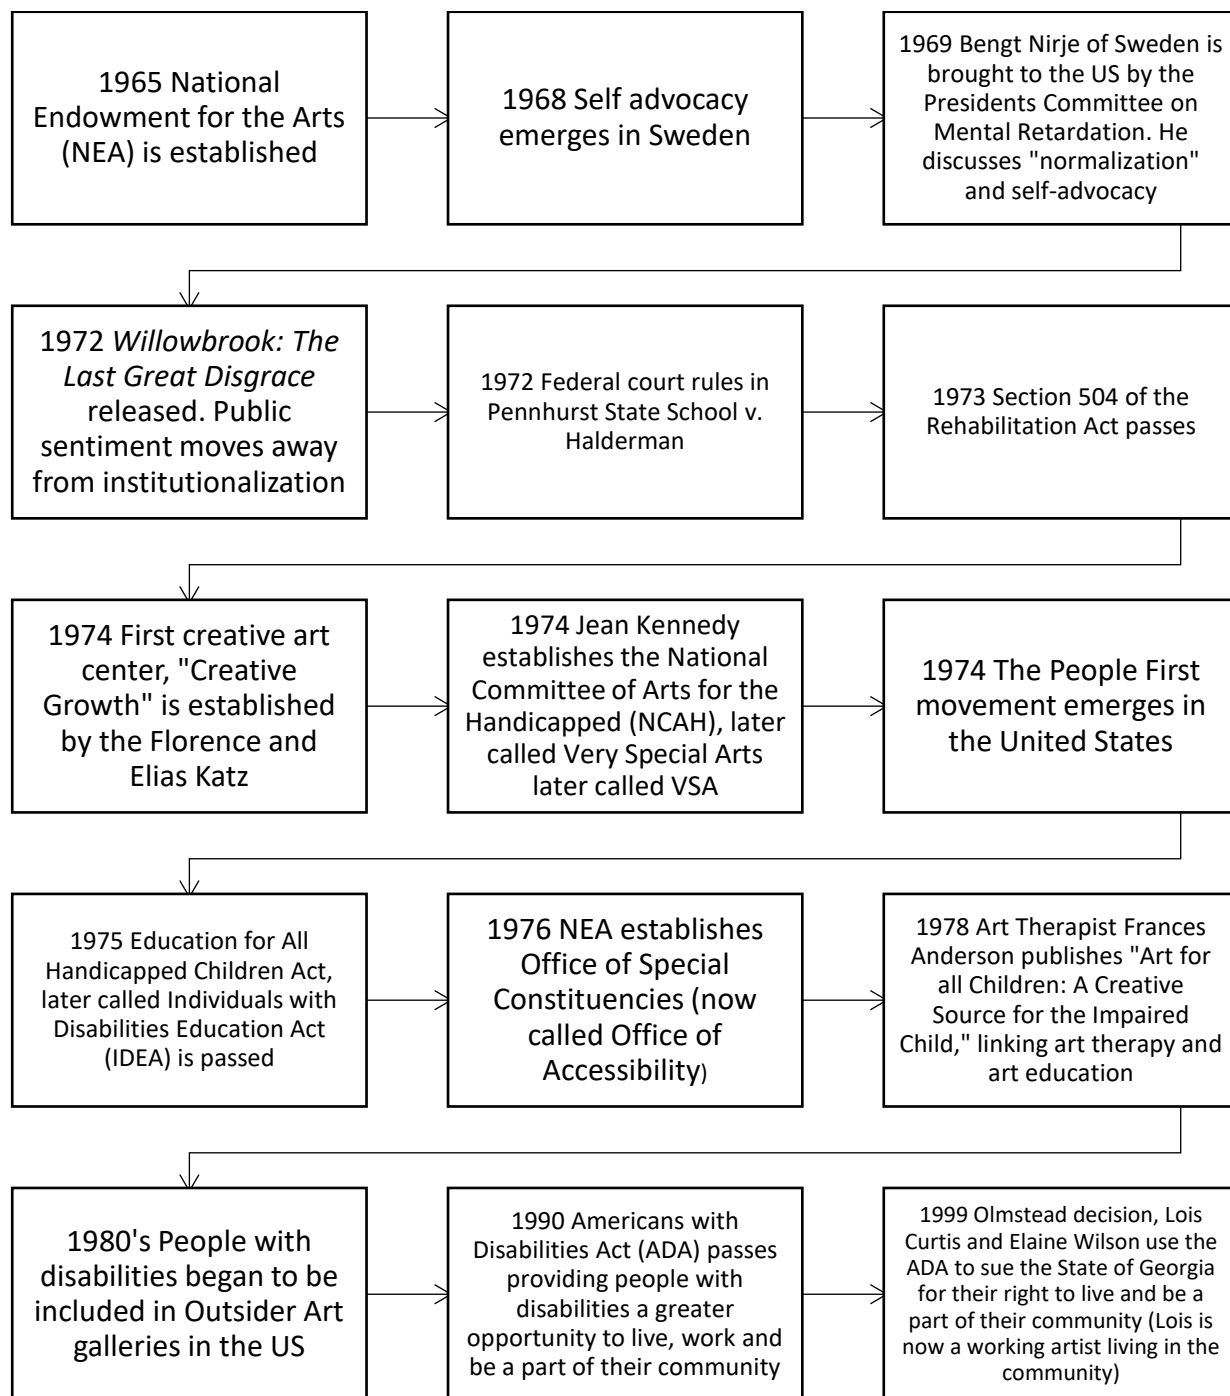 1965 National
Endowment for the Arts
(NEA) is established
1968 Self advocacy
emerges in Sweden
1969 Bengt Nirje of Sweden is
brought to the US by the
Presidents Committee on
Mental Retardation. He
discusses "normalization"
and self-advocacy
1972 Willowbrook: The
Last Great Disgrace
released. Public
sentiment moves away
from institutionalization
1972 Federal court rules in
Pennhurst State School v.
Halderman
1973 Section 504 of the
Rehabilitation Act passes
1974 First creative art
center, "Creative
Growth" is established
by the Florence and
Elias Katz
1974 Jean Kennedy
establishes the National
Committee of Arts for the
Handicapped (NCAH), later
called Very Special Arts
later called VSA
1974 The People First
movement emerges in
the United States
1975 Education for All
Handicapped Children Act,
later called Individuals with
Disabilities Education Act
(IDEA) is passed
1976 NEA establishes
Office of Special
Constituencies (now
called Office of
Accessibility)
1978 Art Therapist Frances
Anderson publishes "Art for
all Children: A Creative
Source for the Impaired
Child," linking art therapy and
art education
1980's People with
disabilities began to be
included in Outsider Art
galleries in the US
1990 Americans with
Disabilities Act (ADA) passes
providing people with
disabilities a greater
opportunity to live, work and
be a part of their community
1999 Olmstead decision, Lois
Curtis and Elaine Wilson use the
ADA to sue the State of Georgia
for their right to live and be a
part of their community (Lois is
now a working artist living in the
community)